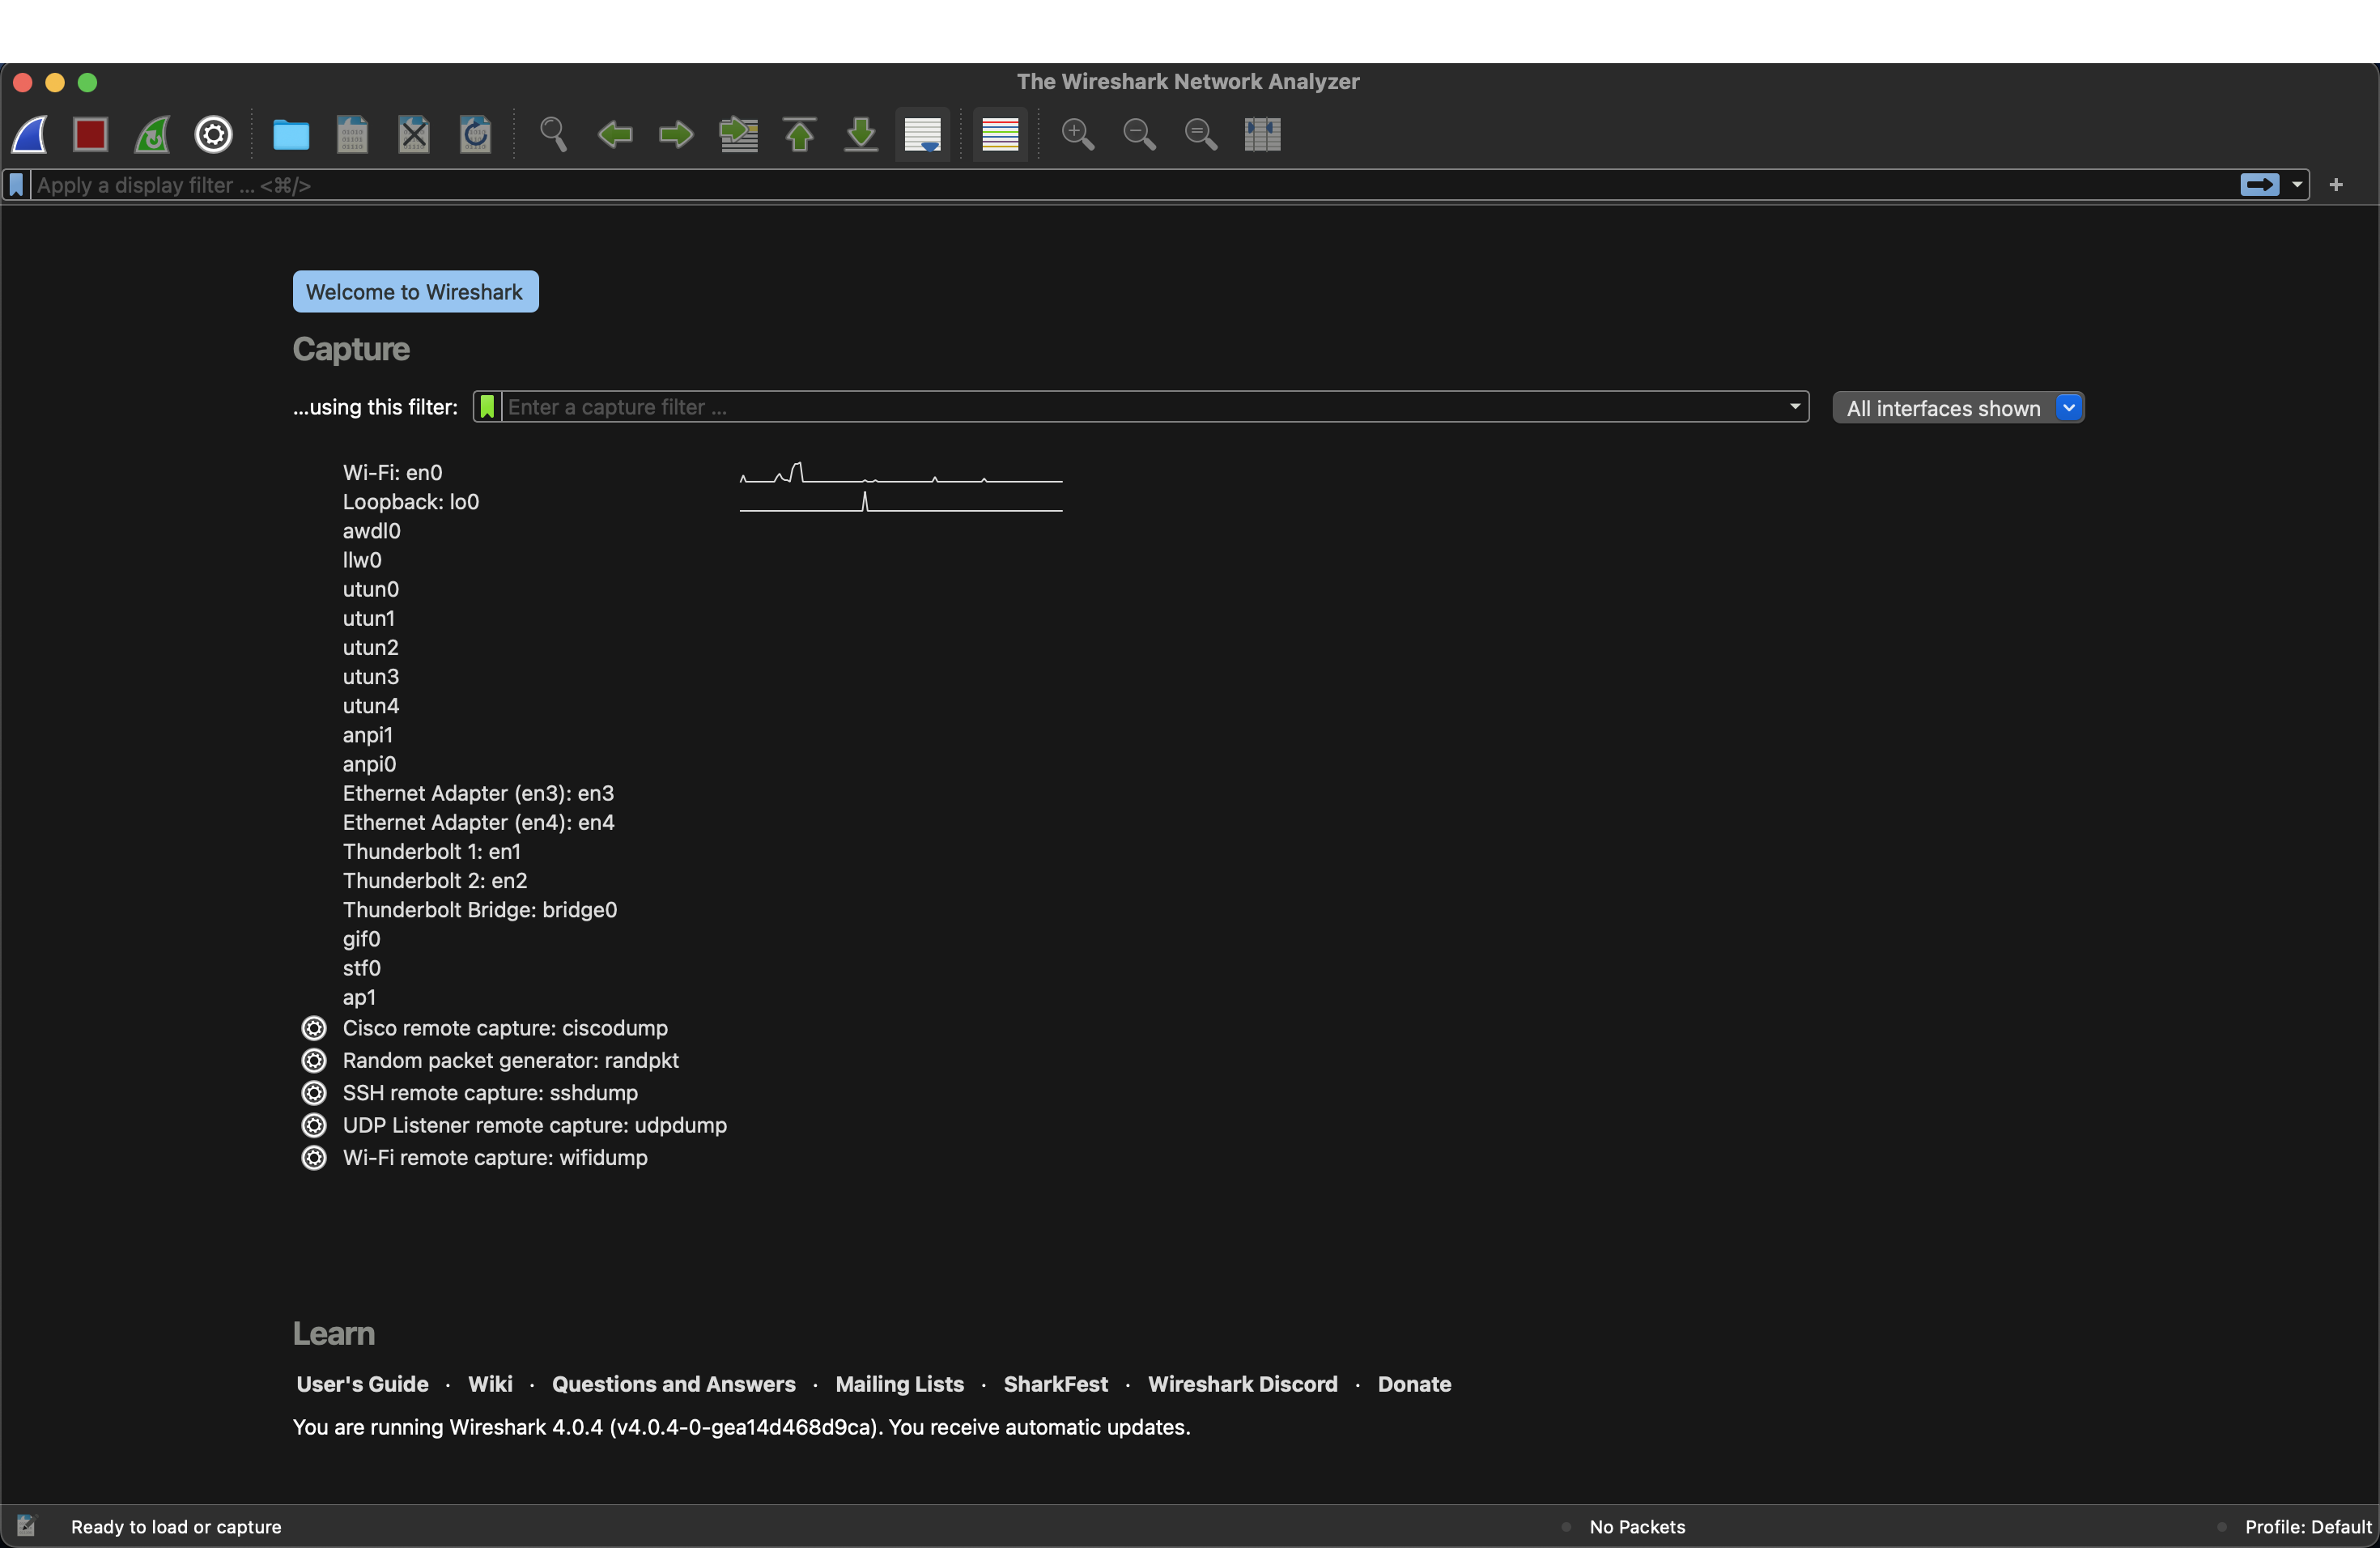 The Wireshark Network Analyzer
Apply a display filter ... <⌘/>
Welcome to Wireshark
Capture
...using this filter: Enter a capture filter ... All interfaces shown
Wi-Fi: en0
Loopback: lo0
awdl0
llw0
utun0
utun1
utun2
utun3
utun4
anpi1
anpi0
Ethernet Adapter (en3): en3
Ethernet Adapter (en4): en4
Thunderbolt 1: en1
Thunderbolt 2: en2
Thunderbolt Bridge: bridge0
gif0
stf0
ap1
Cisco remote capture: ciscodump
Random packet generator: randpkt
SSH remote capture: sshdump
UDP Listener remote capture: udpdump
Wi-Fi remote capture: wifidump
Learn
User's Guide · Wiki · Questions and Answers · Mailing Lists · SharkFest · Wireshark Discord · Donate
You are running Wireshark 4.0.4 (v4.0.4-0-gea14d468d9ca). You receive automatic updates.
Ready to load or capture No Packets Profile: Default